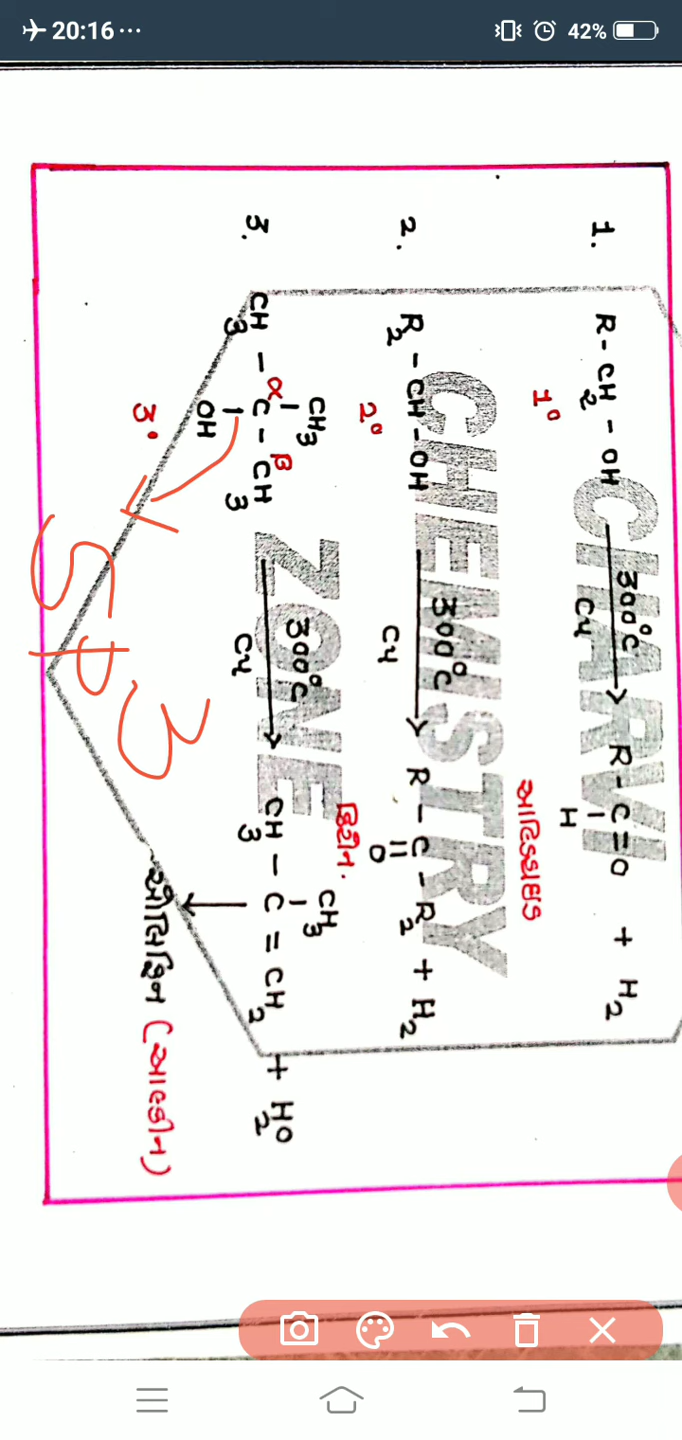 20:16...
42%
CHARVI
CHEMISTRY
ZONE
1. R - CH2 - OH 300°C Cu → R - C = O + H2
H
1°
આલ્ડિહાઇડ
2. R2 - CH - OH 300°C Cu → R - C - R2 + H2
O
2°
કિટોન.
CH3 CH3
3. CH3 - C - CH3 300°C Cu → CH3 - C = CH2 + H2O
α β
OH
3°
ઓલિફિન (આલ્કીન)
SP3